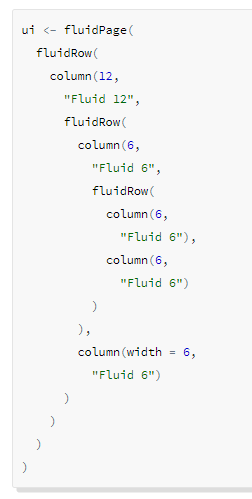 ui <- fluidPage(
  fluidRow(
    column(12,
      "Fluid 12",
      fluidRow(
        column(6,
          "Fluid 6",
          fluidRow(
            column(6,
              "Fluid 6"),
            column(6,
              "Fluid 6")
          )
        ),
        column(width = 6,
          "Fluid 6")
      )
    )
  )
)